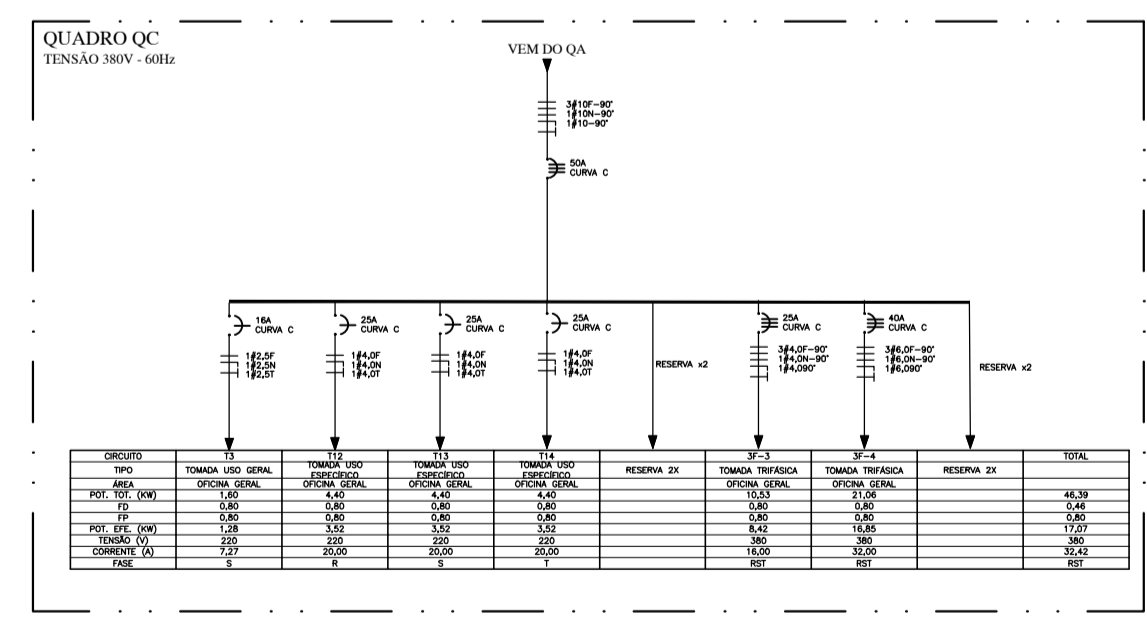 QUADRO QC
TENSÃO 380V - 60Hz
VEM DO QA
3#10F-90°
1#10N-90°
1#10-90°
50A
CURVA C
16A
CURVA C
1#2,5F
1#2,5N
1#2,5T
25A
CURVA C
1#4,0F
1#4,0N
1#4,0T
25A
CURVA C
1#4,0F
1#4,0N
1#4,0T
25A
CURVA C
1#4,0F
1#4,0N
1#4,0T
RESERVA x2
25A
CURVA C
3#4,0F-90°
1#4,0N-90°
1#4,090°
40A
CURVA C
3#6,0F-90°
1#6,0N-90°
1#6,090°
RESERVA x2
CIRCUITO T3 T12 T13 T14 3F-3 3F-4 TOTAL
TIPO TOMADA USO GERAL TOMADA USO ESPECÍFICO TOMADA USO ESPECÍFICO TOMADA USO ESPECÍFICO RESERVA 2X TOMADA TRIFÁSICA TOMADA TRIFÁSICA RESERVA 2X
ÁREA OFICINA GERAL OFICINA GERAL OFICINA GERAL OFICINA GERAL OFICINA GERAL OFICINA GERAL
POT. TOT. (KW) 1,60 4,40 4,40 4,40 10,53 21,06 46,39
FD 0,80 0,80 0,80 0,80 0,80 0,80 0,46
FP 0,80 0,80 0,80 0,80 0,80 0,80 0,80
POT. EFE. (KW) 1,28 3,52 3,52 3,52 8,42 16,85 17,07
TENSÃO (V) 220 220 220 220 380 380 380
CORRENTE (A) 7,27 20,00 20,00 20,00 16,00 32,00 32,42
FASE S R S T RST RST RST